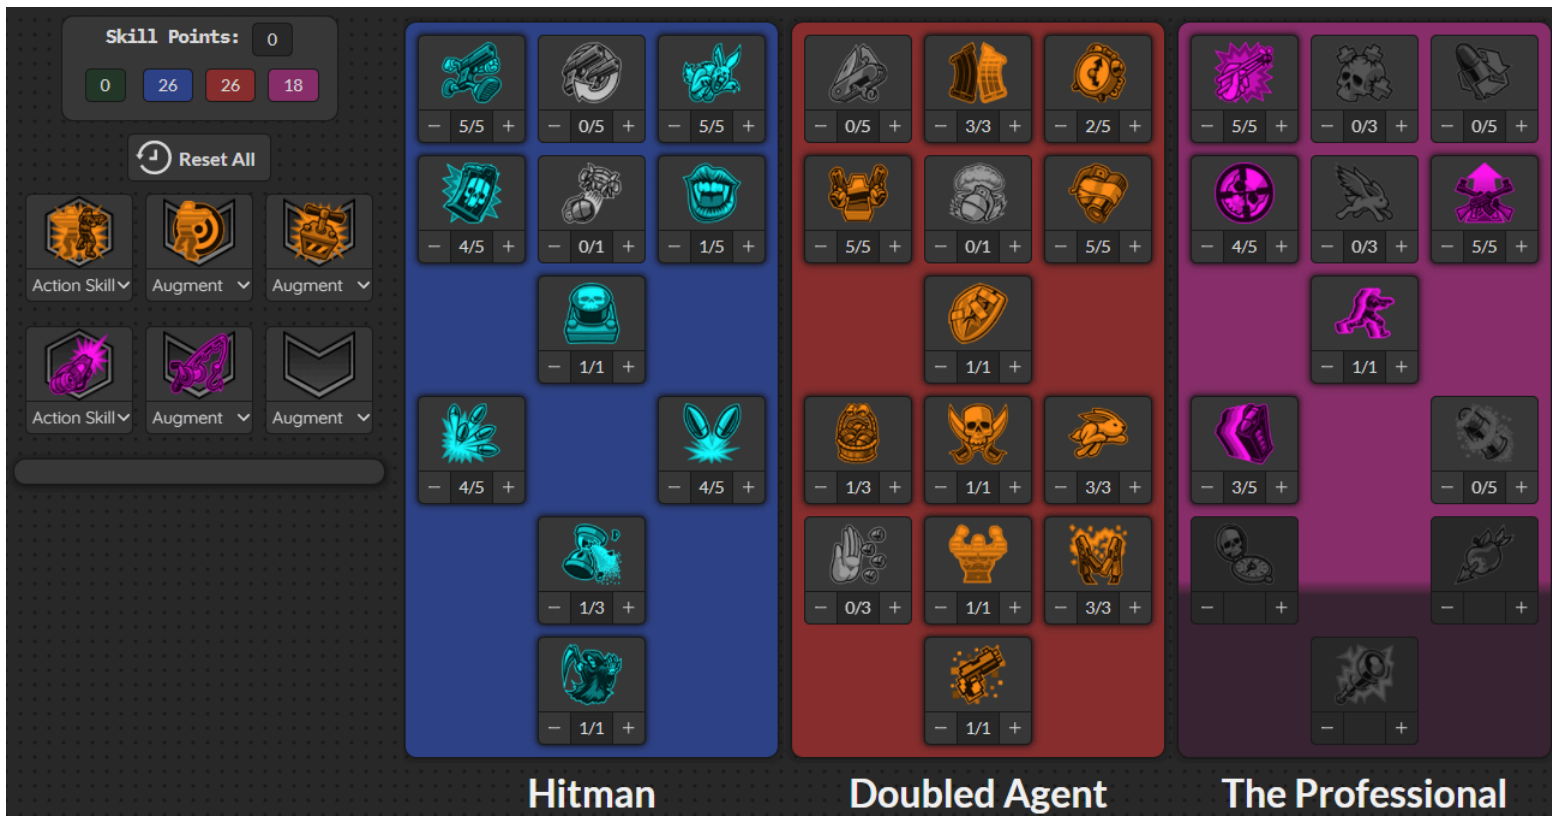 Skill Points: 0
0 26 26 18
Reset All
Action Skill Augment Augment
Action Skill Augment Augment
− 5/5 + − 0/5 + − 5/5 +
− 4/5 + − 0/1 + − 1/5 +
− 1/1 +
− 4/5 + − 4/5 +
− 1/3 +
− 1/1 +
Hitman
− 0/5 + − 3/3 + − 2/5 +
− 5/5 + − 0/1 + − 5/5 +
− 1/1 +
− 1/3 + − 1/1 + − 3/3 +
− 0/3 + − 1/1 + − 3/3 +
− 1/1 +
Doubled Agent
− 5/5 + − 0/3 + − 0/5 +
− 4/5 + − 0/3 + − 5/5 +
− 1/1 +
− 3/5 + − 0/5 +
− + − +
− +
The Professional